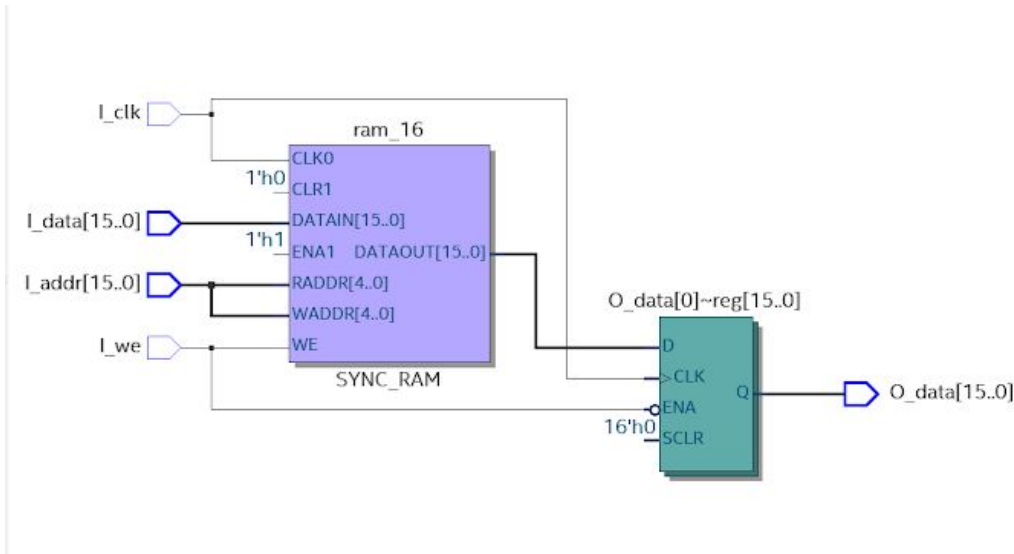 I_clk
ram_16
CLK0
1'h0
CLR1
I_data[15..0]
DATAIN[15..0]
1'h1
ENA1 DATAOUT[15..0]
I_addr[15..0]
RADDR[4..0]
WADDR[4..0]
I_we
WE
SYNC_RAM
O_data[0]~reg[15..0]
D
CLK
Q
O_data[15..0]
ENA
16'h0
SCLR